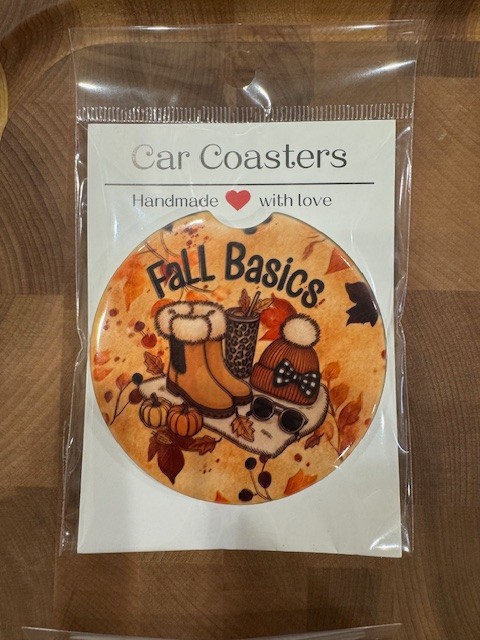 Car Coasters
Handmade ❤ with love
Fall Basics